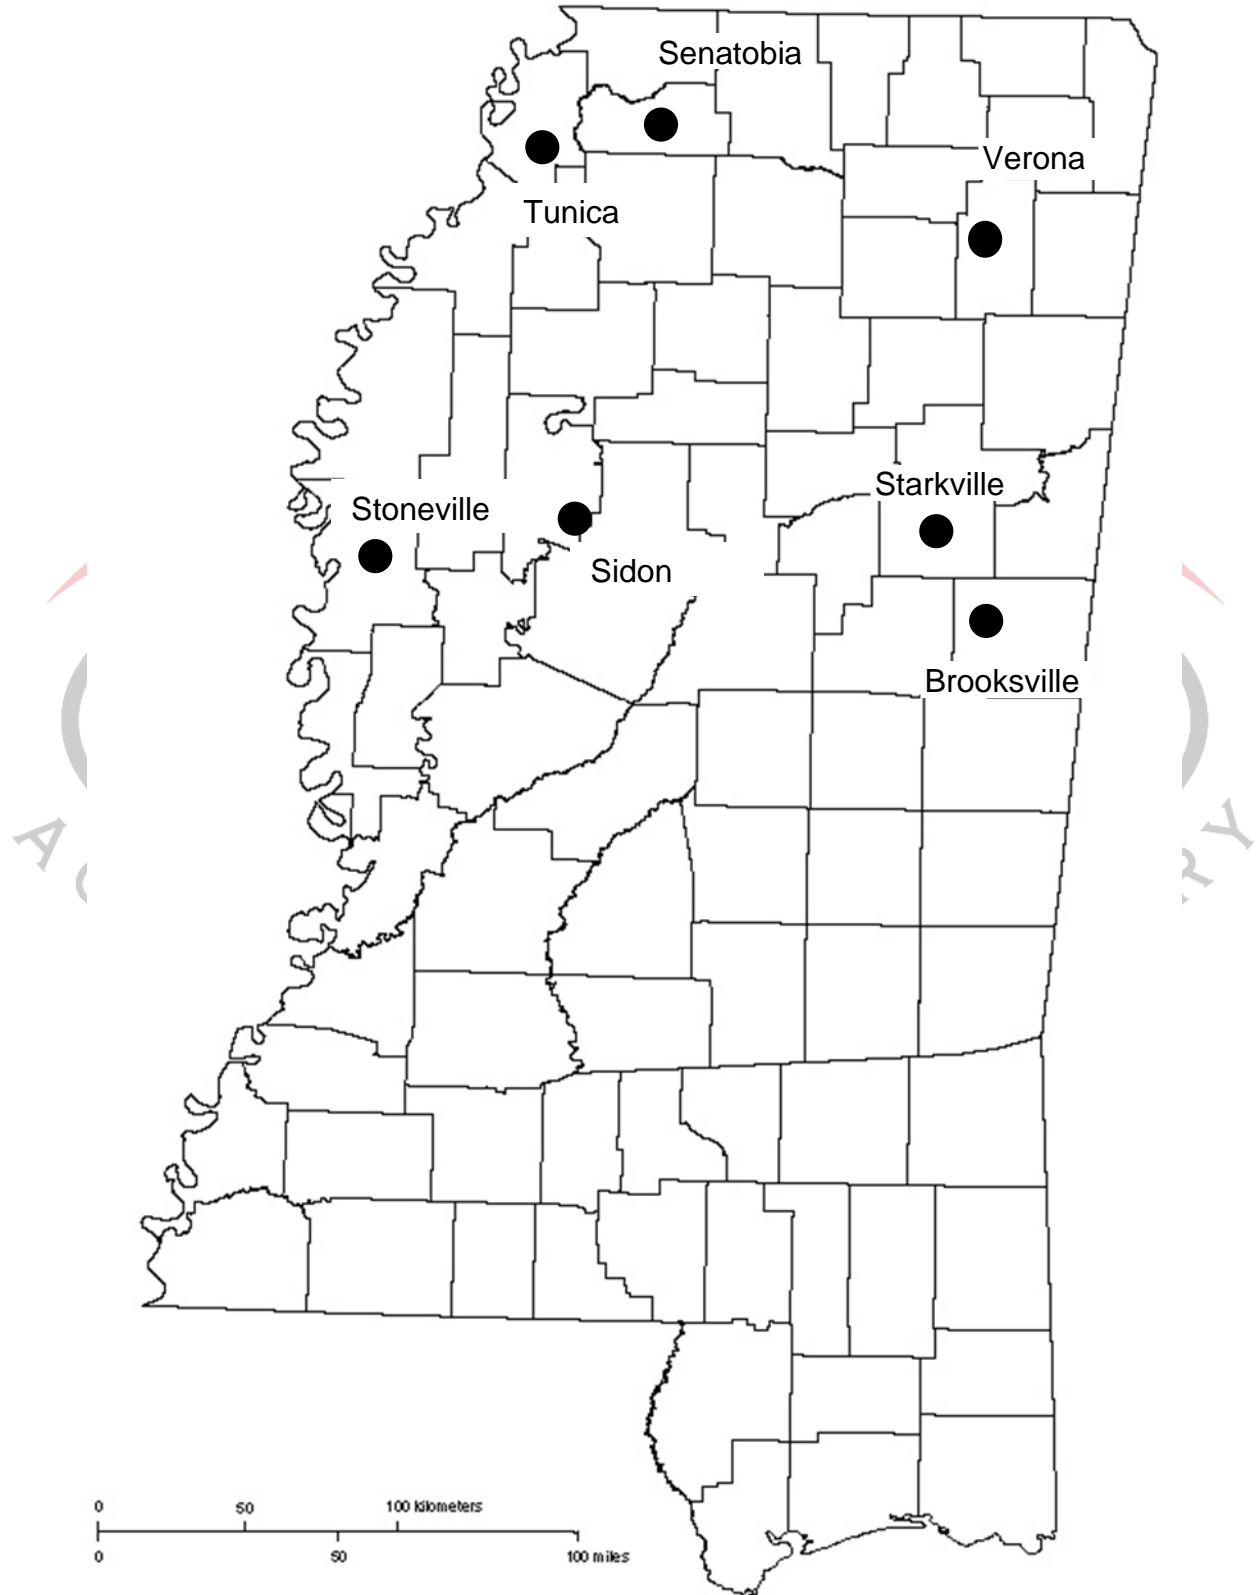 Senatobia
Verona
Tunica
Starkville
Stoneville
Sidon
Brooksville
A
R Y
0 50 100 kilometers
0 50 100 miles